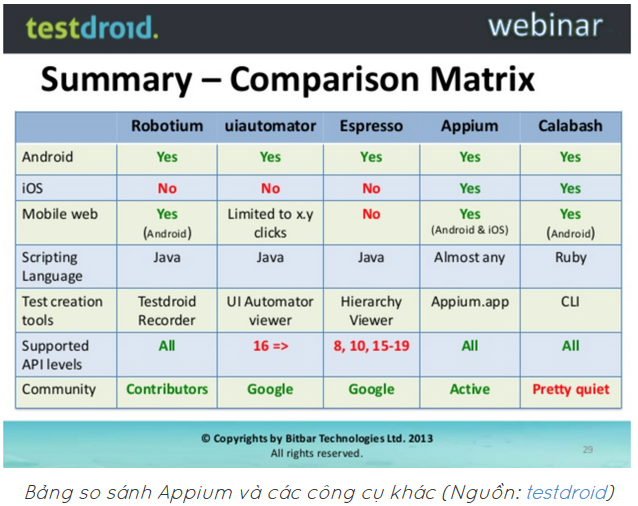 testdroid. webinar
Summary – Comparison Matrix
Robotium uiautomator Espresso Appium Calabash
Android Yes Yes Yes Yes Yes
iOS No No No Yes Yes
Mobile web Yes (Android) Limited to x.y clicks No Yes (Android & iOS) Yes (Android)
Scripting Language Java Java Java Almost any Ruby
Test creation tools Testdroid Recorder UI Automator viewer Hierarchy Viewer Appium.app CLI
Supported API levels All 16 => 8, 10, 15-19 All All
Community Contributors Google Google Active Pretty quiet
© Copyrights by Bitbar Technologies Ltd. 2013
All rights reserved.
29
Bảng so sánh Appium và các công cụ khác (Nguồn: testdroid)